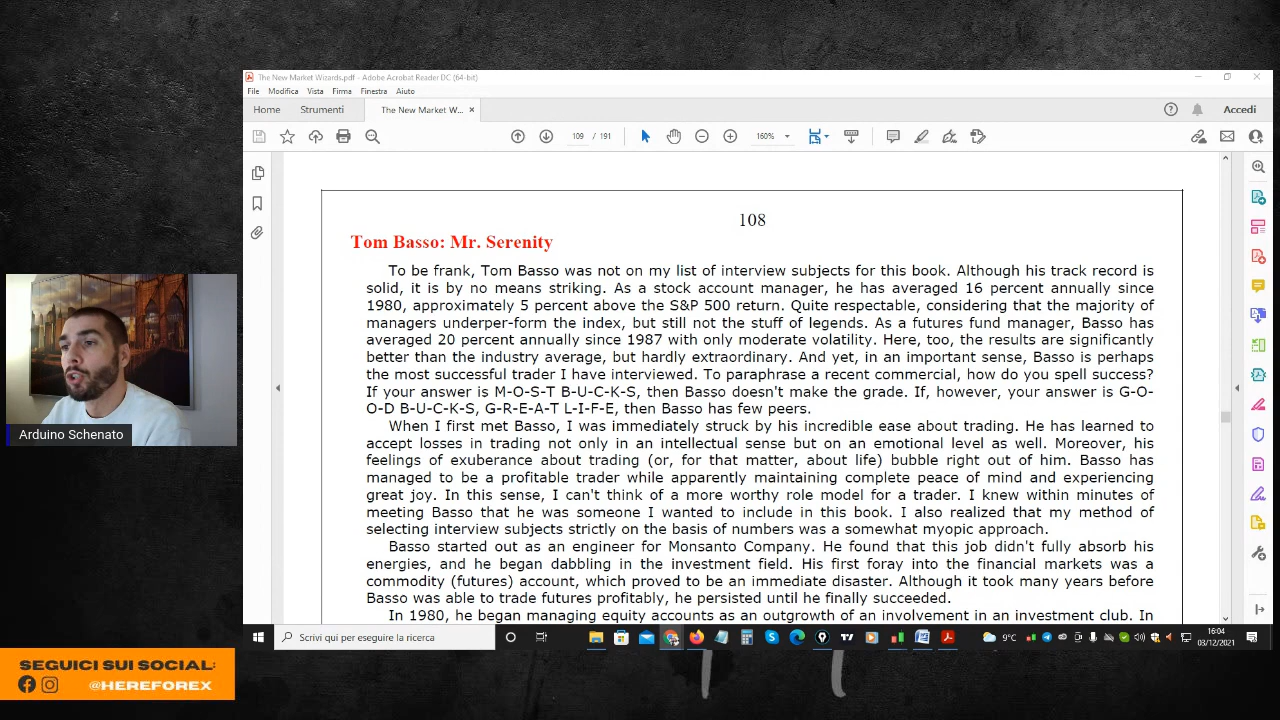 The New Market Wizards.pdf - Adobe Acrobat Reader DC (64-bit)
File Modifica Vista Firma Finestra Aiuto
Home Strumenti The New Market W... × Accedi
109 / 191 160%
108
Tom Basso: Mr. Serenity
To be frank, Tom Basso was not on my list of interview subjects for this book. Although his track record is
solid, it is by no means striking. As a stock account manager, he has averaged 16 percent annually since
1980, approximately 5 percent above the S&P 500 return. Quite respectable, considering that the majority of
managers underper-form the index, but still not the stuff of legends. As a futures fund manager, Basso has
averaged 20 percent annually since 1987 with only moderate volatility. Here, too, the results are significantly
better than the industry average, but hardly extraordinary. And yet, in an important sense, Basso is perhaps
the most successful trader I have interviewed. To paraphrase a recent commercial, how do you spell success?
If your answer is M-O-S-T B-U-C-K-S, then Basso doesn't make the grade. If, however, your answer is G-O-
O-D B-U-C-K-S, G-R-E-A-T L-I-F-E, then Basso has few peers.
When I first met Basso, I was immediately struck by his incredible ease about trading. He has learned to
accept losses in trading not only in an intellectual sense but on an emotional level as well. Moreover, his
feelings of exuberance about trading (or, for that matter, about life) bubble right out of him. Basso has
managed to be a profitable trader while apparently maintaining complete peace of mind and experiencing
great joy. In this sense, I can't think of a more worthy role model for a trader. I knew within minutes of
meeting Basso that he was someone I wanted to include in this book. I also realized that my method of
selecting interview subjects strictly on the basis of numbers was a somewhat myopic approach.
Basso started out as an engineer for Monsanto Company. He found that this job didn't fully absorb his
energies, and he began dabbling in the investment field. His first foray into the financial markets was a
commodity (futures) account, which proved to be an immediate disaster. Although it took many years before
Basso was able to trade futures profitably, he persisted until he finally succeeded.
In 1980, he began managing equity accounts as an outgrowth of an involvement in an investment club. In
Arduino Schenato
Scrivi qui per eseguire la ricerca
9°C
16:04
03/12/2021
SEGUICI SUI SOCIAL:
@HEREFOREX